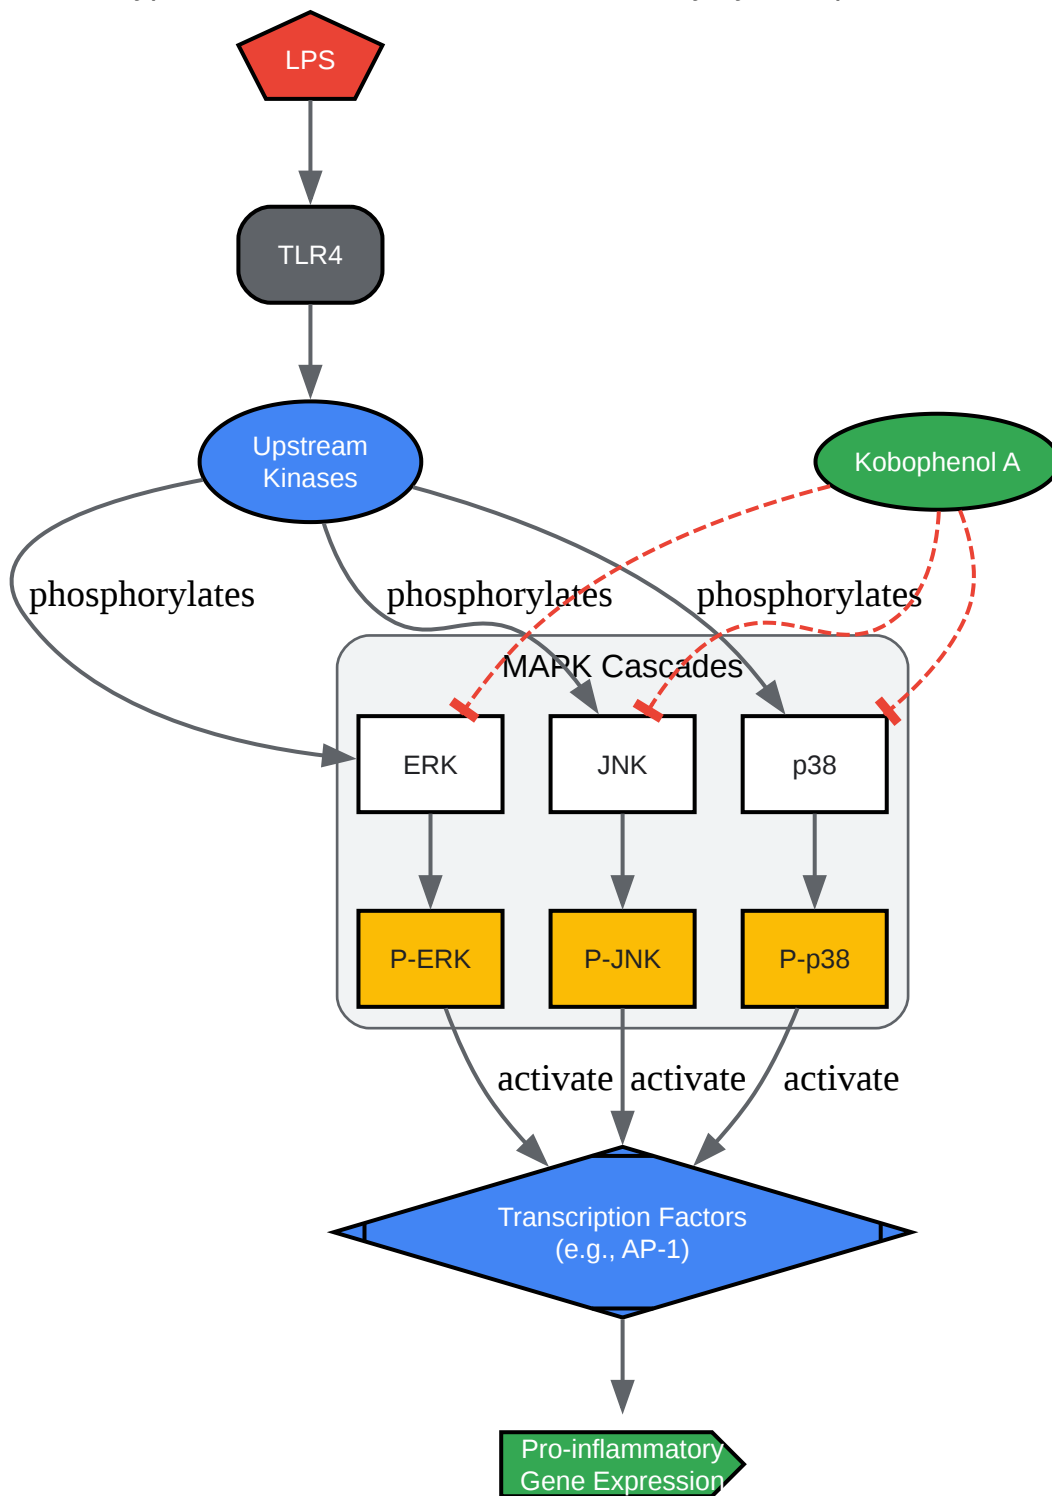 LPS
TLR4
Upstream
Kinases
Kobophenol A
phosphorylates
phosphorylates
phosphorylates
MAPK Cascades
ERK
JNK
p38
P-ERK
P-JNK
P-p38
activate
activate
activate
Transcription Factors
(e.g., AP-1)
Pro-inflammatory
Gene Expression